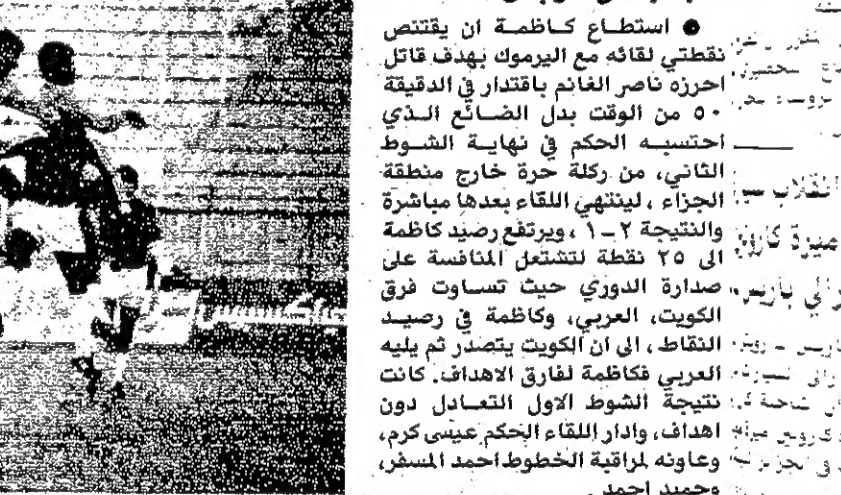 ● استطاع كاظمة ان يقتنص
نقطتي لقائه مع اليرموك بهدف قاتل
احرزه ناصر الغانم باقتدار في الدقيقة
٥٠ من الوقت بدل الضائع الذي
احتسبه الحكم في نهاية الشوط
الثاني، من ركلة حرة خارج منطقة
الجزاء ، لينتهي اللقاء بعدها مباشرة
والنتيجة ٢ــ١ ، ويرتفع رصيد كاظمة
الى ٢٥ نقطة لتشتعل المنافسة على
صدارة الدوري حيث تساوت فرق
الكويت، العربي، وكاظمة في رصيد
النقاط ، الى ان الكويت يتصدر ثم يليه
العربي فكاظمة لفارق الاهداف. كانت
نتيجة الشوط الاول التعادل دون
اهداف، وادار اللقاء الحكم عيسى كرم،
وعاونه لمراقبة الخطوط احمد المسفر،
وحميد احمد.